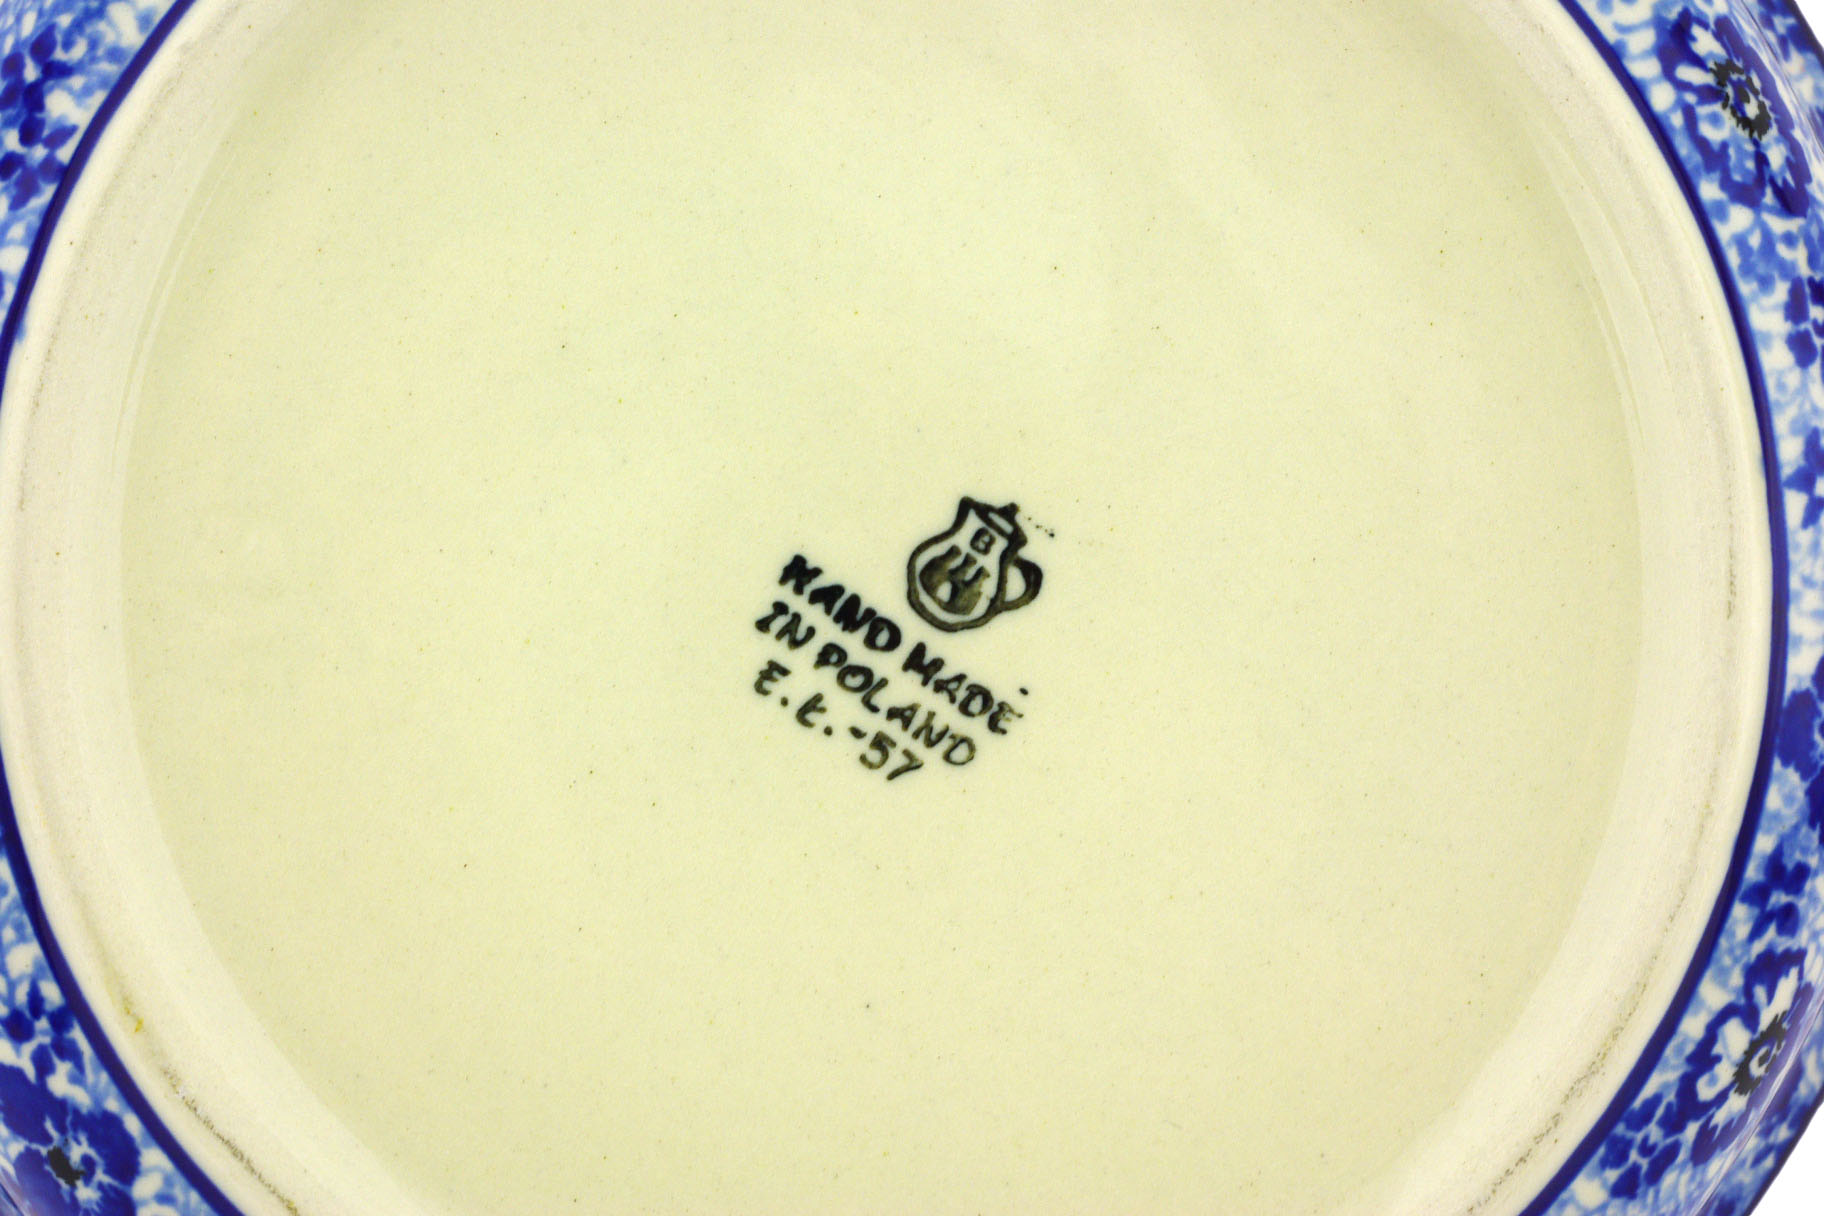 B
HAND MADE
IN POLAND
E.Ł.-57